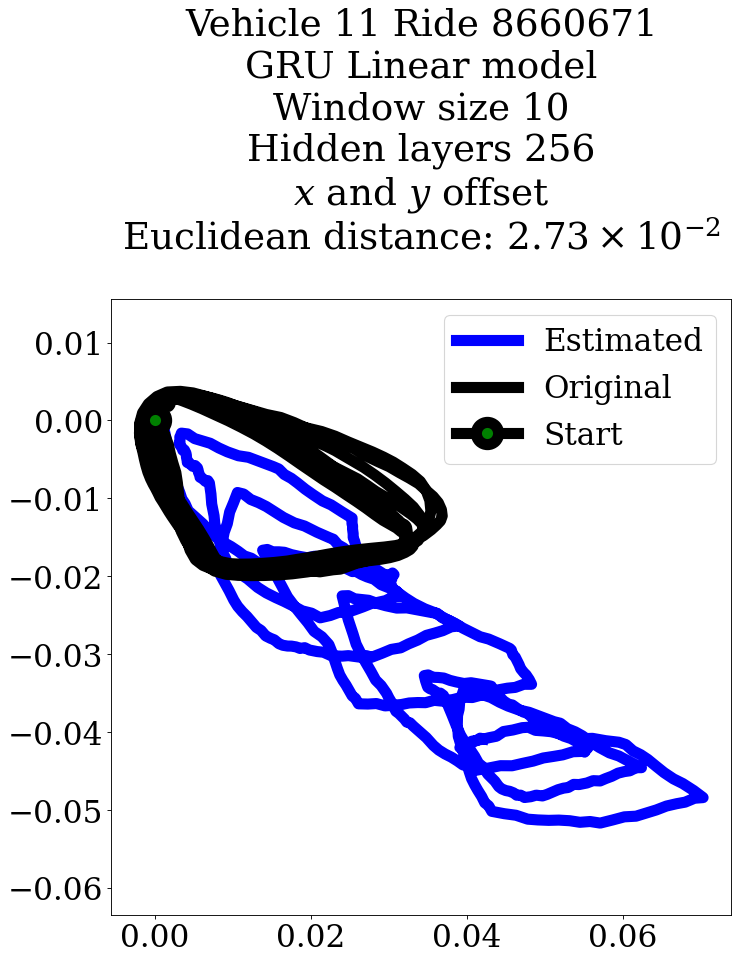 Vehicle 11 Ride 8660671
GRU Linear model
Window size 10
Hidden layers 256
x and y offset
Euclidean distance: 2.73 × 10⁻²
Estimated
Original
Start
0.01
0.00
−0.01
−0.02
−0.03
−0.04
−0.05
−0.06
0.00 0.02 0.04 0.06